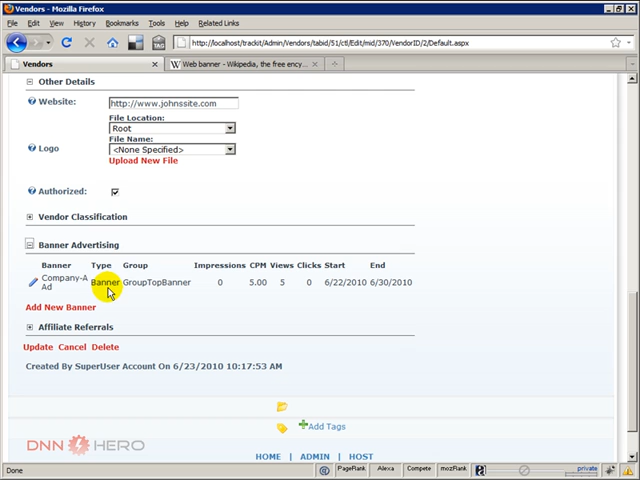 Vendors - Mozilla Firefox
File Edit View History Bookmarks Tools Help Related Links
http://localhost/trackit/Admin/Vendors/tabid/51/ctl/Edit/mid/370/VendorID/2/Default.aspx
Vendors
Web banner - Wikipedia, the free ency...
Other Details
Website: http://www.johnssite.com
File Location:
Root
File Name:
Logo <None Specified>
Upload New File
Authorized:
Vendor Classification
Banner Advertising
Banner Type Group Impressions CPM Views Clicks Start End
Company-A Ad Banner GroupTopBanner 0 5.00 5 0 6/22/2010 6/30/2010
Add New Banner
Affiliate Referrals
Update Cancel Delete
Created By SuperUser Account On 6/23/2010 10:17:53 AM
Add Tags
DNN HERO
HOME | ADMIN | HOST
Done PageRank Alexa Compete mozRank private